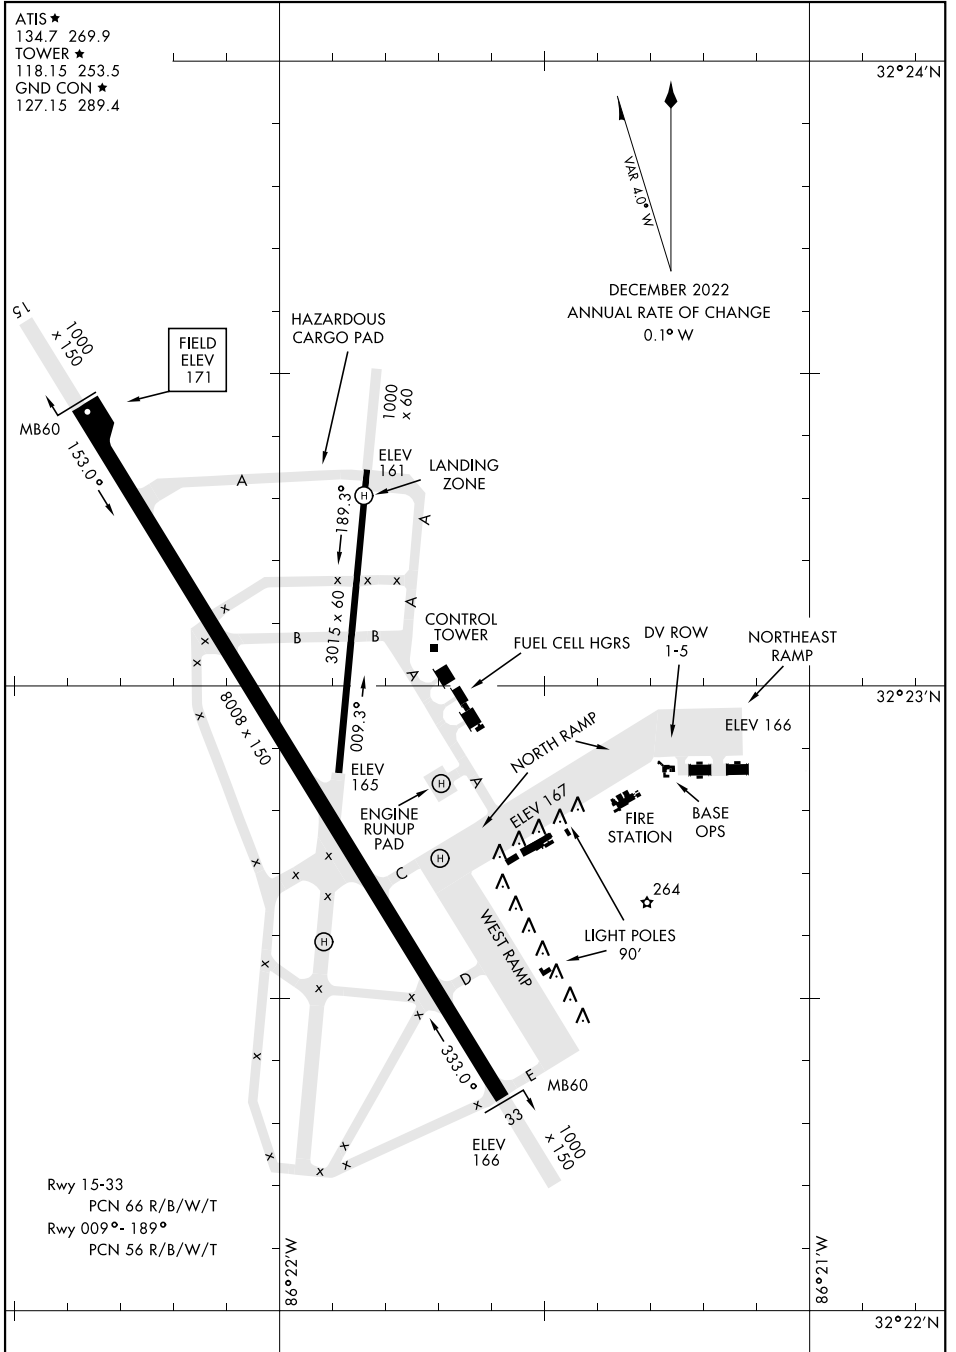 ATIS ★
134.7 269.9
TOWER ★
118.15 253.5
GND CON ★
127.15 289.4
32°24'N
VAR 4.0° W
DECEMBER 2022
ANNUAL RATE OF CHANGE
0.1° W
15
1000
x 150
FIELD
ELEV
171
HAZARDOUS
CARGO PAD
1000
x 60
MB60
153.0°
A
ELEV
161
LANDING
ZONE
H
189.3°
A
x
x
x
x
A
3015 x 60
B
B
x
x
CONTROL
TOWER
FUEL CELL HGRS
DV ROW
1-5
NORTHEAST
RAMP
A
32°23'N
8008 x 150
x
009.3°
NORTH RAMP
ELEV 166
ELEV
165
H
A
ENGINE
RUNUP
PAD
ELEV 167
FIRE
STATION
BASE
OPS
H
C
x
x
x
x
264
WEST RAMP
H
LIGHT POLES
90'
x
x
D
x
x
333.0°
x
E
MB60
x
33
1000
x 150
ELEV
166
x
x
x
x
Rwy 15-33
PCN 66 R/B/W/T
Rwy 009°- 189°
PCN 56 R/B/W/T
86°22'W
86°21'W
32°22'N